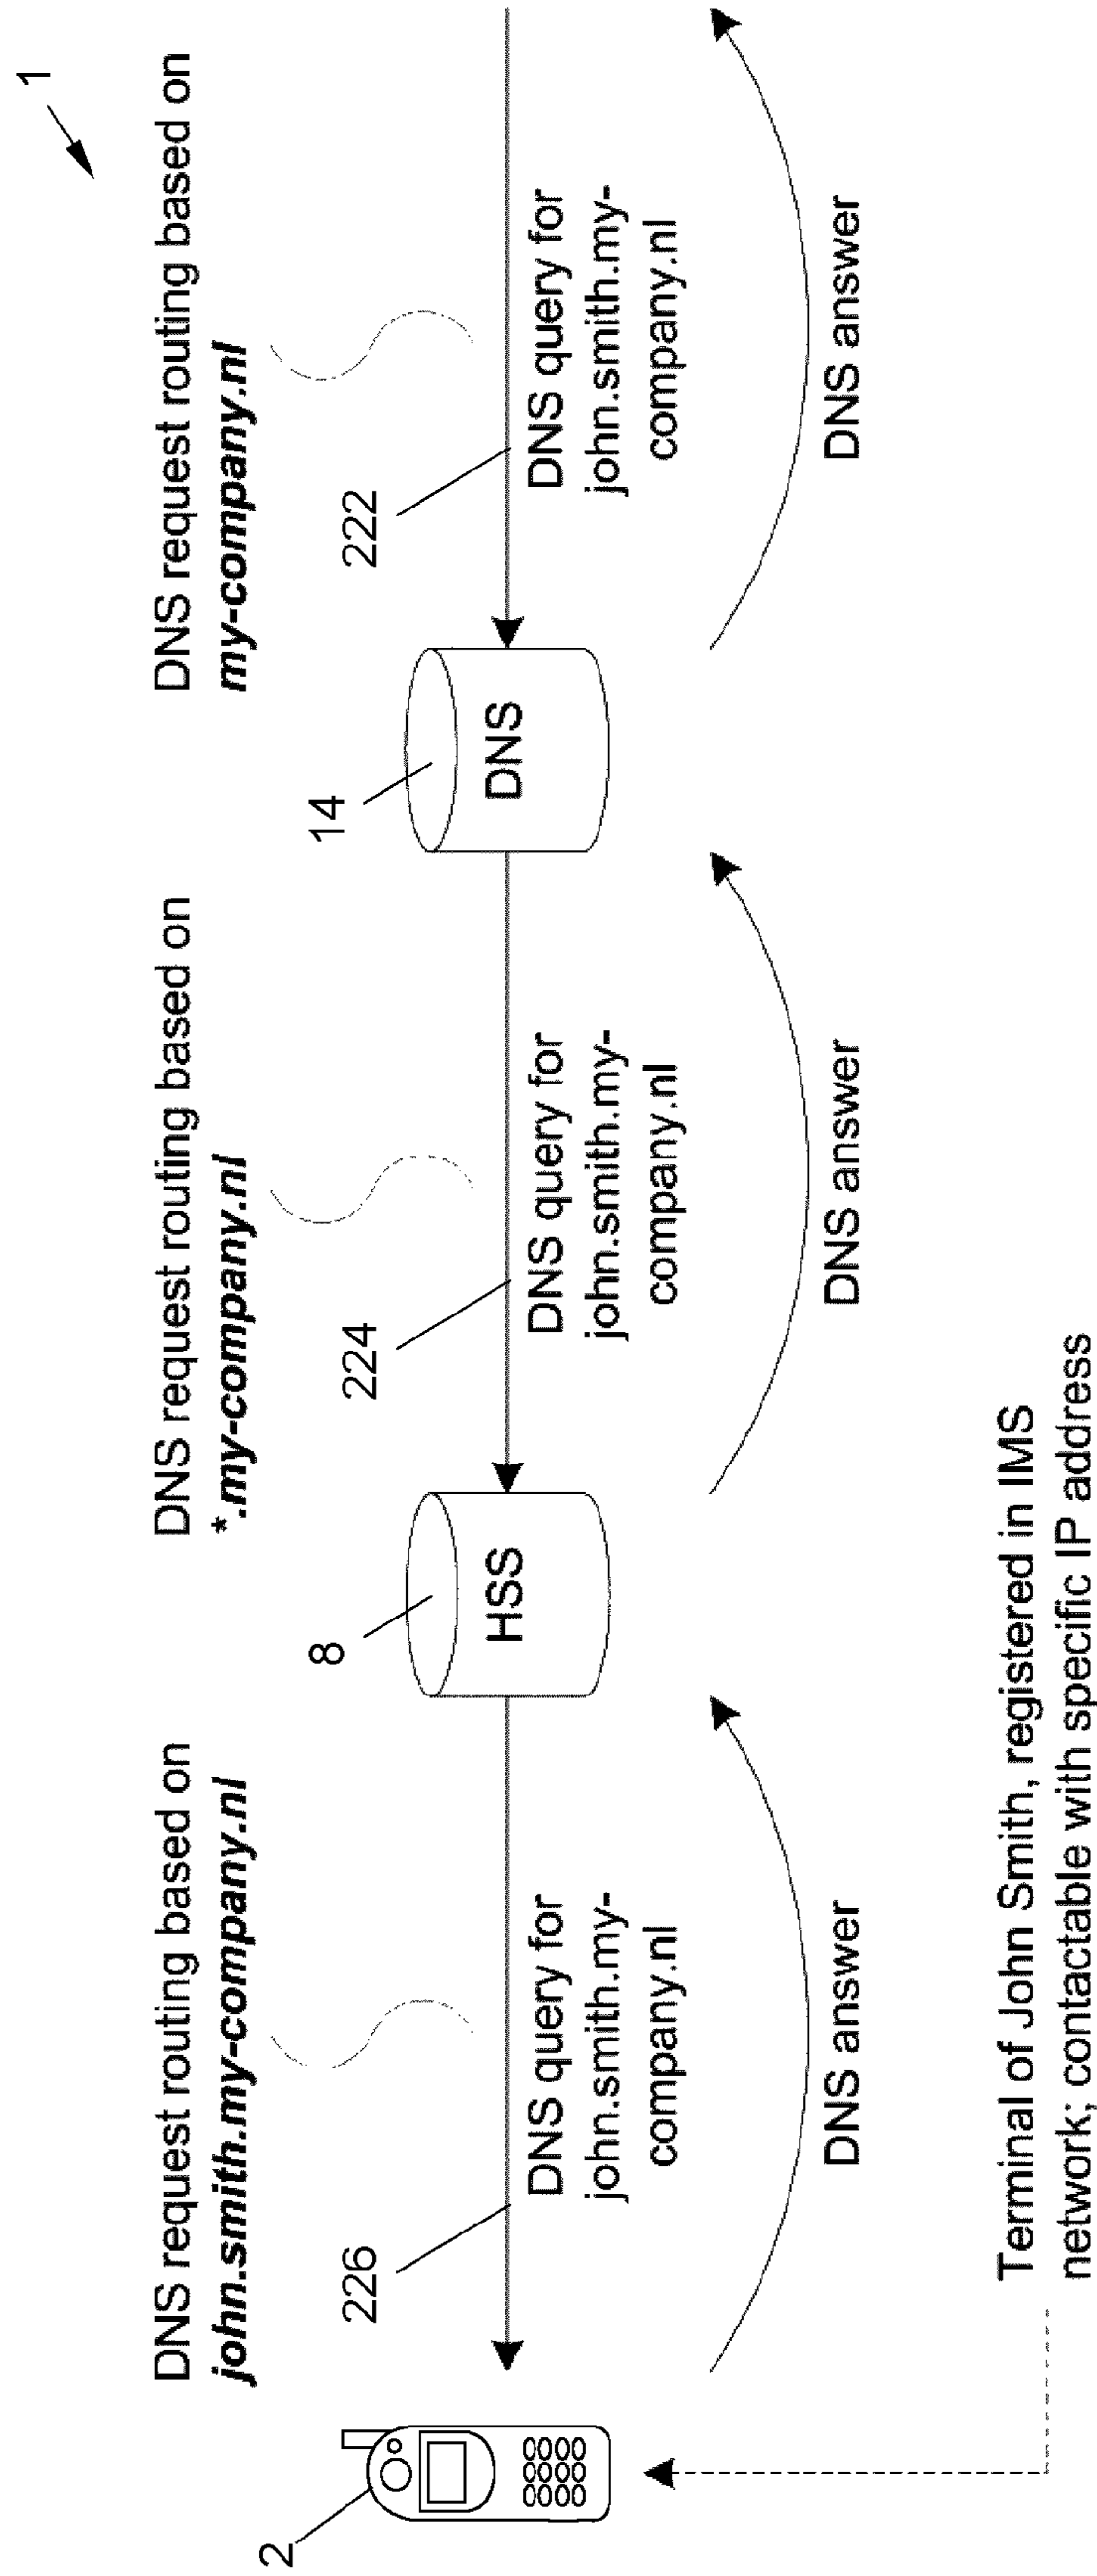 1
DNS request routing based on
john.smith.my-company.nl
DNS request routing based on
*.my-company.nl
DNS request routing based on
my-company.nl
2
226
8
224
14
222
HSS
DNS
DNS query for
john.smith.my-
company.nl
DNS query for
john.smith.my-
company.nl
DNS query for
john.smith.my-
company.nl
DNS answer
DNS answer
DNS answer
Terminal of John Smith, registered in IMS
network; contactable with specific IP address